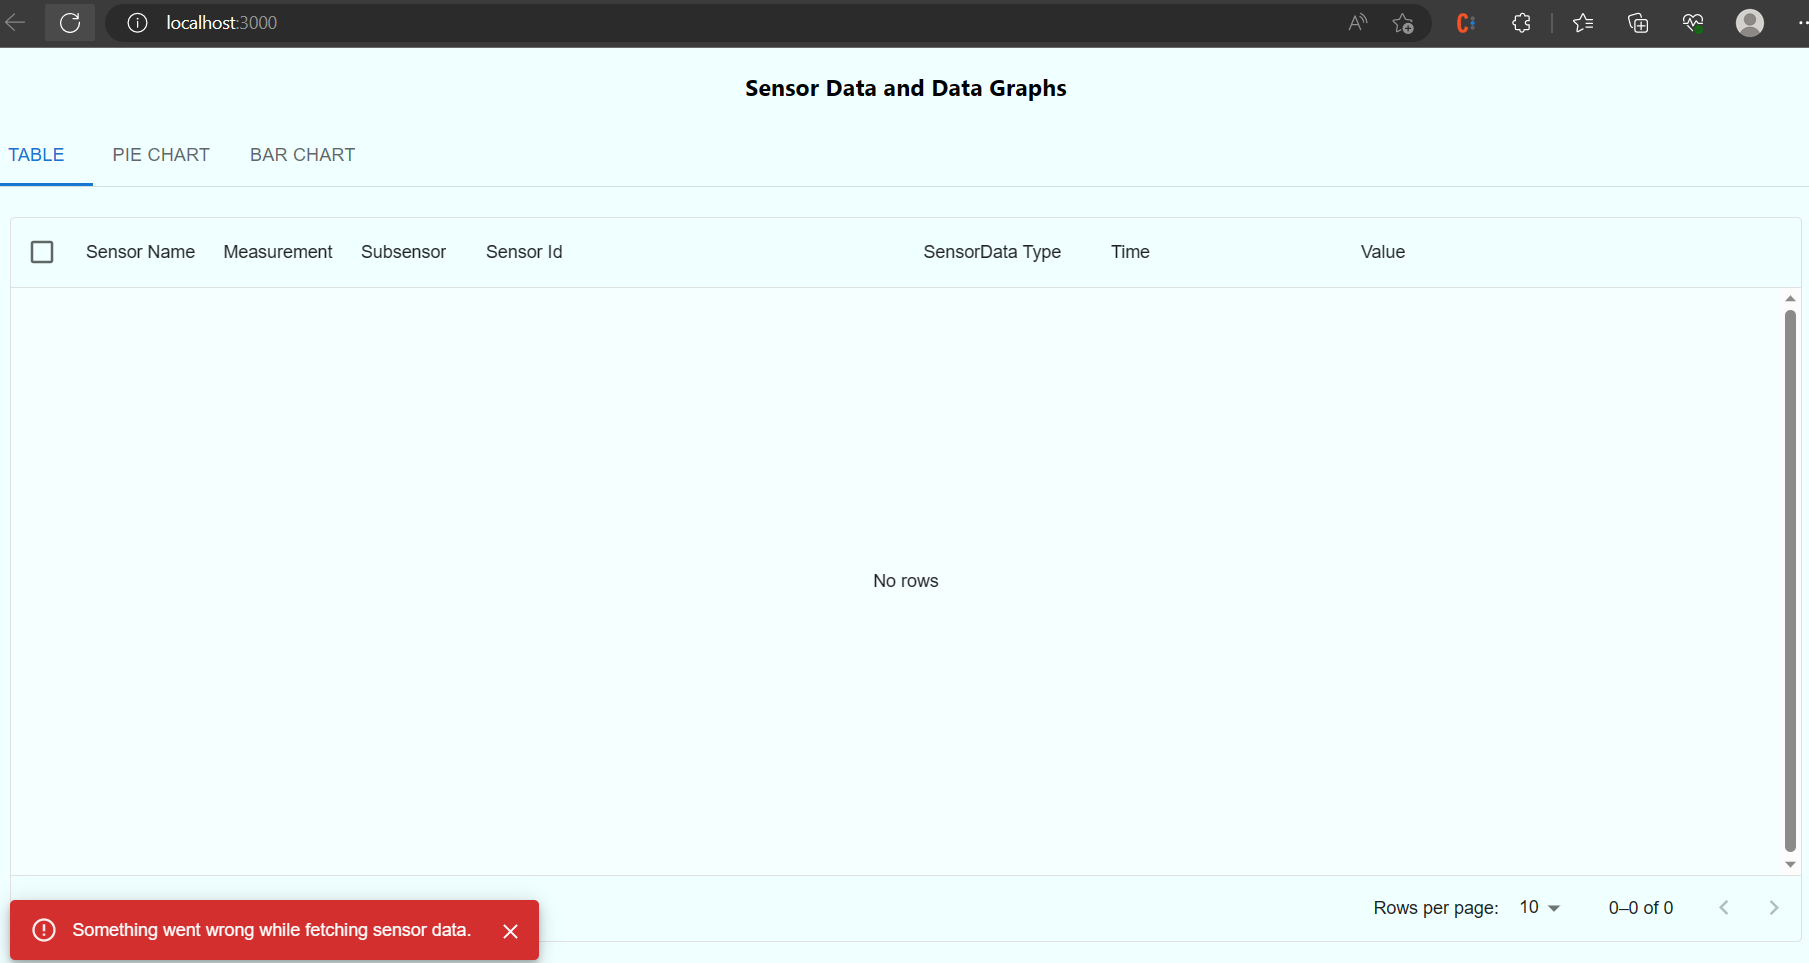 localhost:3000
Sensor Data and Data Graphs
TABLE PIE CHART BAR CHART
Sensor Name Measurement Subsensor Sensor Id SensorData Type Time Value
No rows
Rows per page: 10 0–0 of 0
Something went wrong while fetching sensor data.